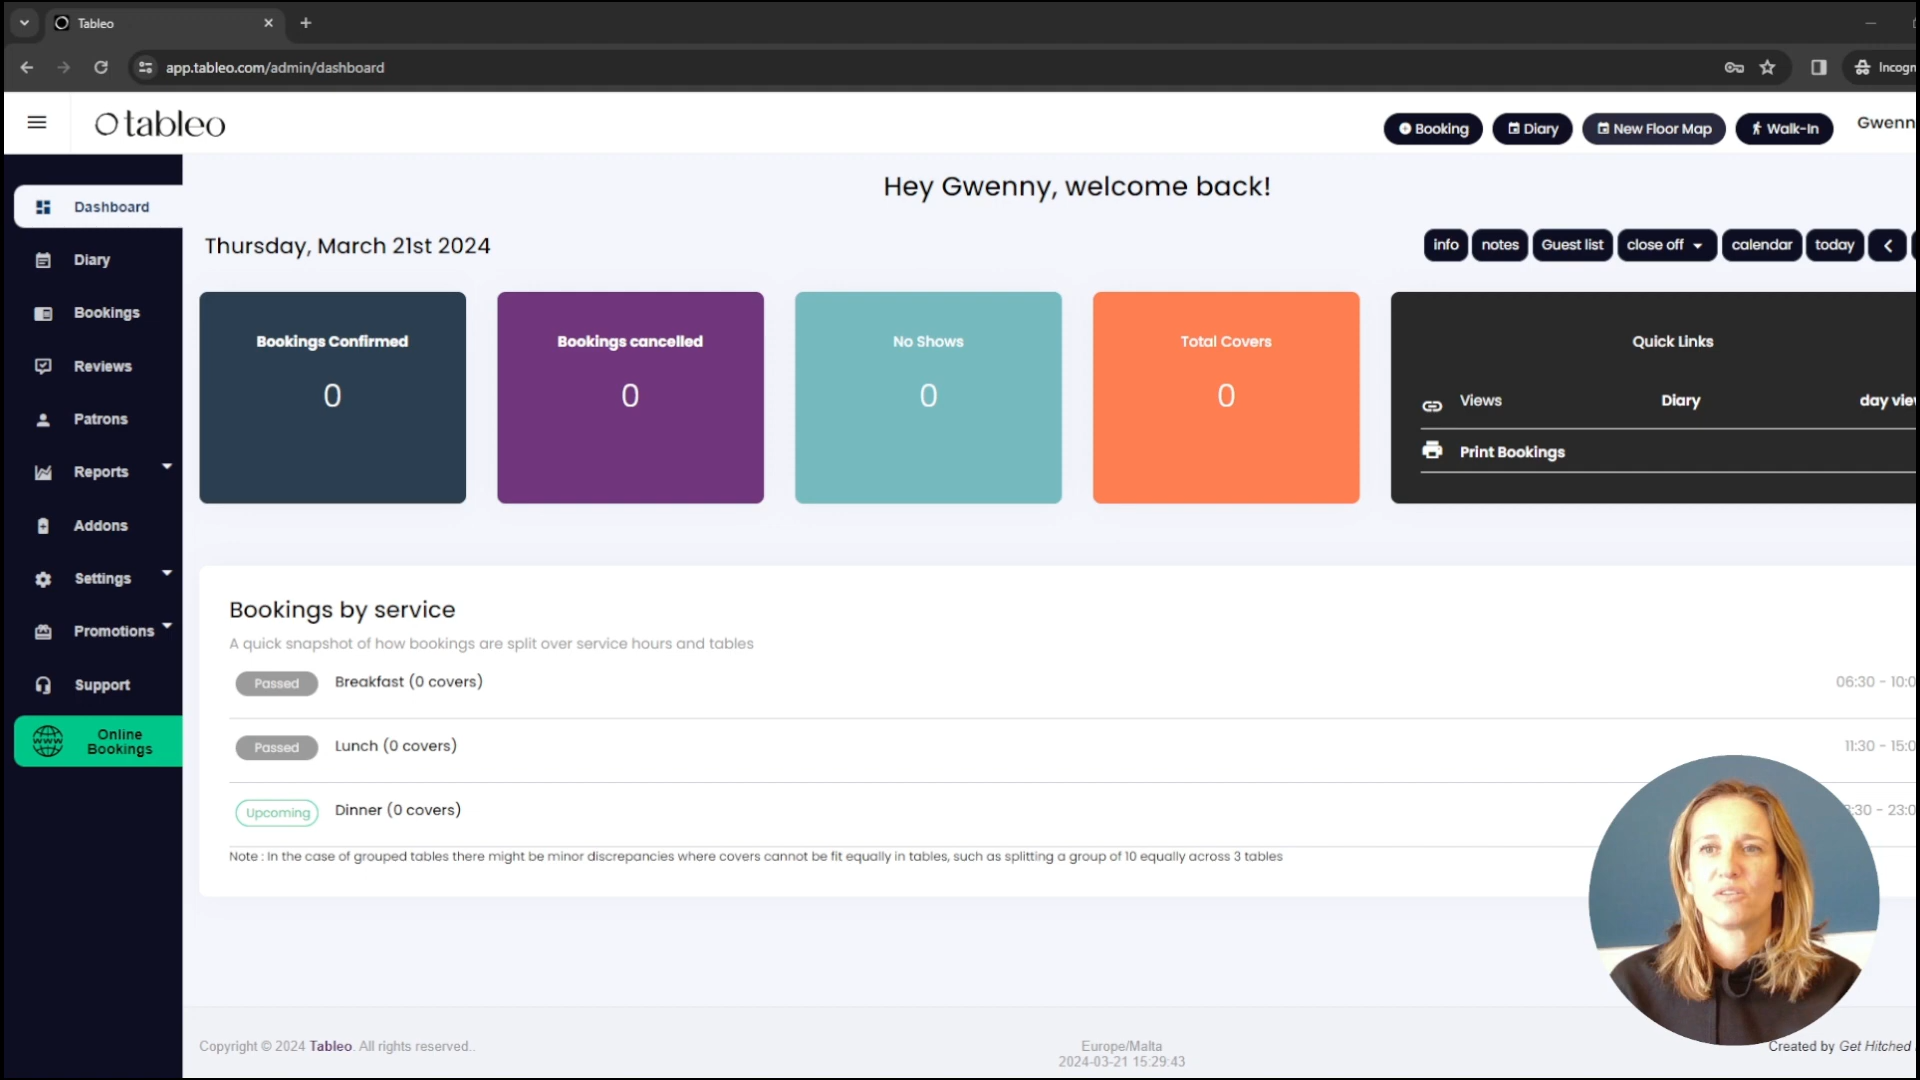 Tableo
app.tableo.com/admin/dashboard
Incogn
tableo
Booking
Diary
New Floor Map
Walk-In
Gwenn
Hey Gwenny, welcome back!
Dashboard
Diary
Bookings
Reviews
Patrons
Reports
Addons
Settings
Promotions
Support
www
Online
Bookings
Thursday, March 21st 2024
info
notes
Guest list
close off
calendar
today
Bookings Confirmed
0
Bookings cancelled
0
No Shows
0
Total Covers
0
Quick Links
Views
Diary
day vie
Print Bookings
Bookings by service
A quick snapshot of how bookings are split over service hours and tables
Passed Breakfast (0 covers) 06:30 - 10:0
Passed Lunch (0 covers) 11:30 - 15:0
Upcoming Dinner (0 covers) :30 - 23:0
Note : In the case of grouped tables there might be minor discrepancies where covers cannot be fit equally in tables, such as splitting a group of 10 equally across 3 tables
Copyright © 2024 Tableo. All rights reserved..
Europe/Malta
2024-03-21 15:29:43
Created by Get Hitched